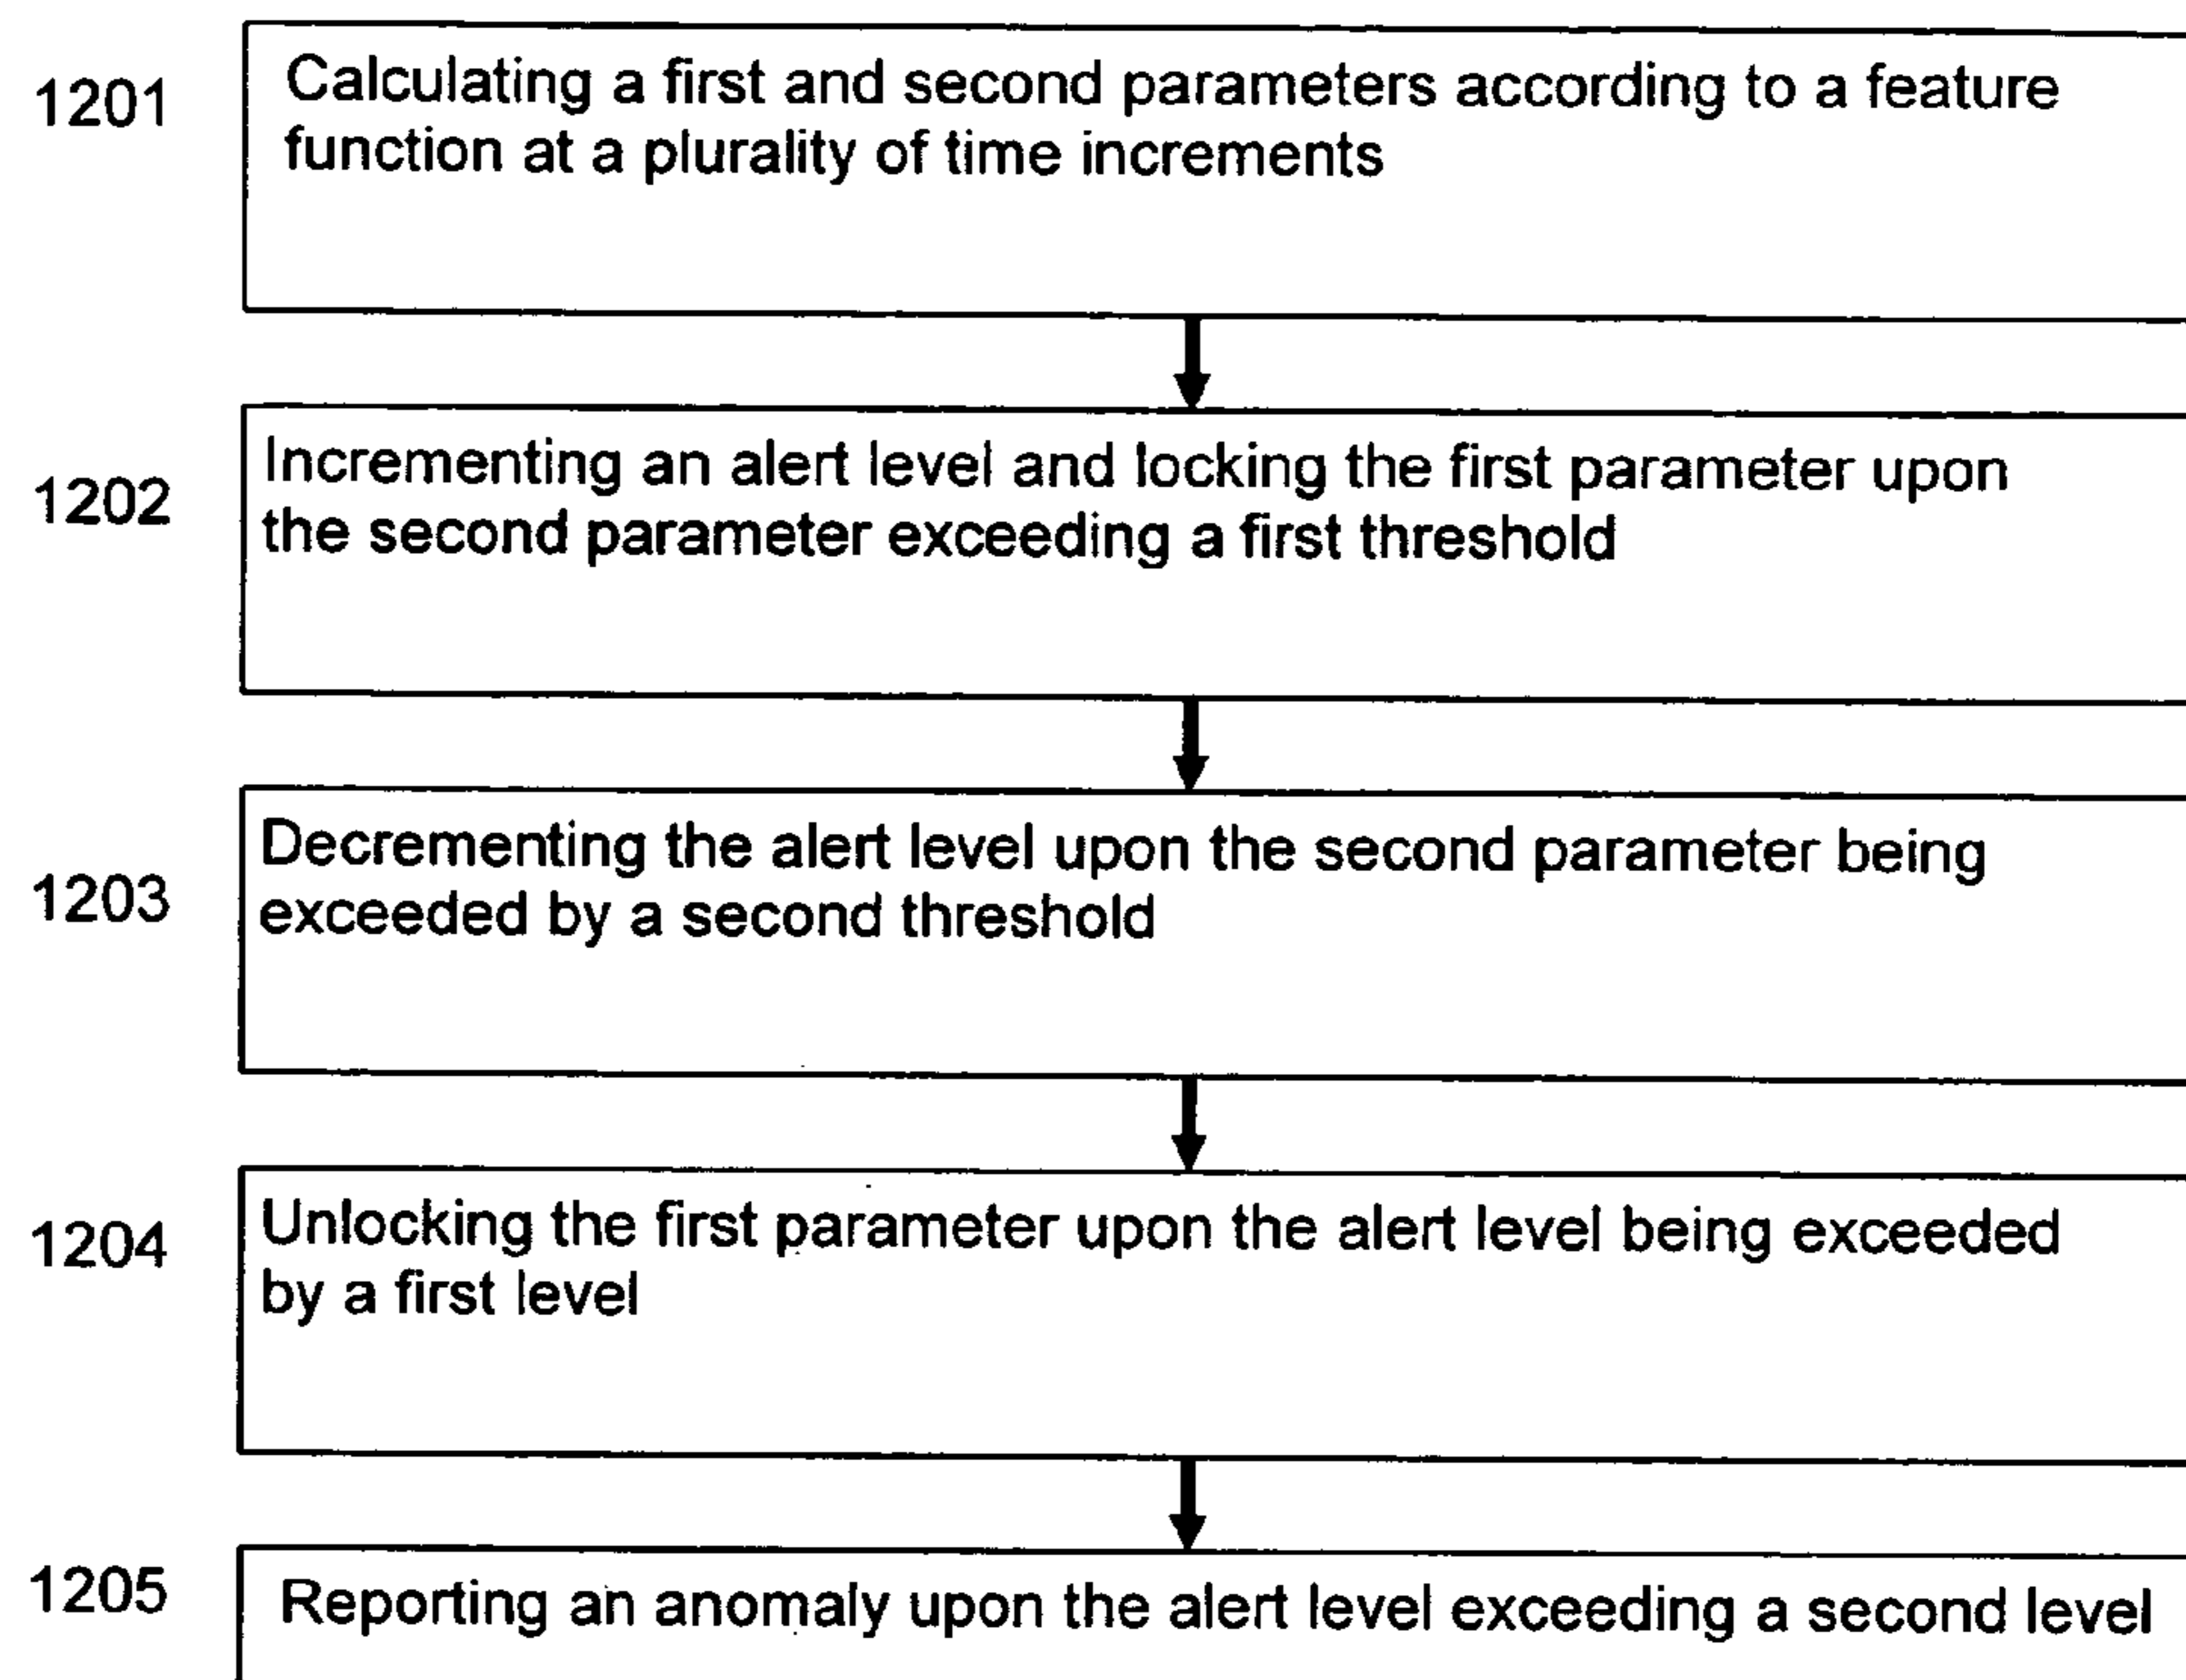 1201
Calculating a first and second parameters according to a feature
function at a plurality of time increments
1202
Incrementing an alert level and locking the first parameter upon
the second parameter exceeding a first threshold
1203
Decrementing the alert level upon the second parameter being
exceeded by a second threshold
1204
Unlocking the first parameter upon the alert level being exceeded
by a first level
1205
Reporting an anomaly upon the alert level exceeding a second level